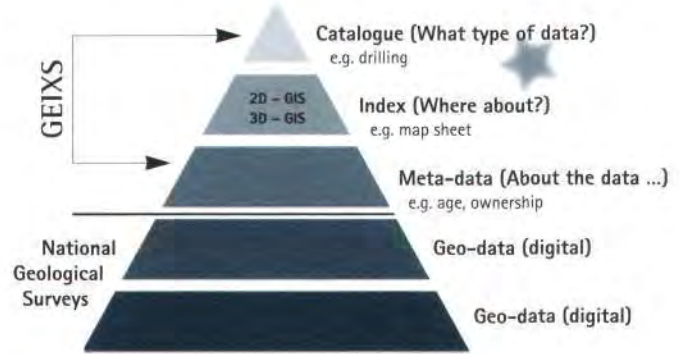 GEIXS
Catalogue (What type of data?)
e.g. drilling
2D – GIS
3D – GIS
Index (Where about?)
e.g. map sheet
Meta-data (About the data ...)
e.g. age, ownership
National
Geological
Surveys
Geo-data (digital)
Geo-data (digital)